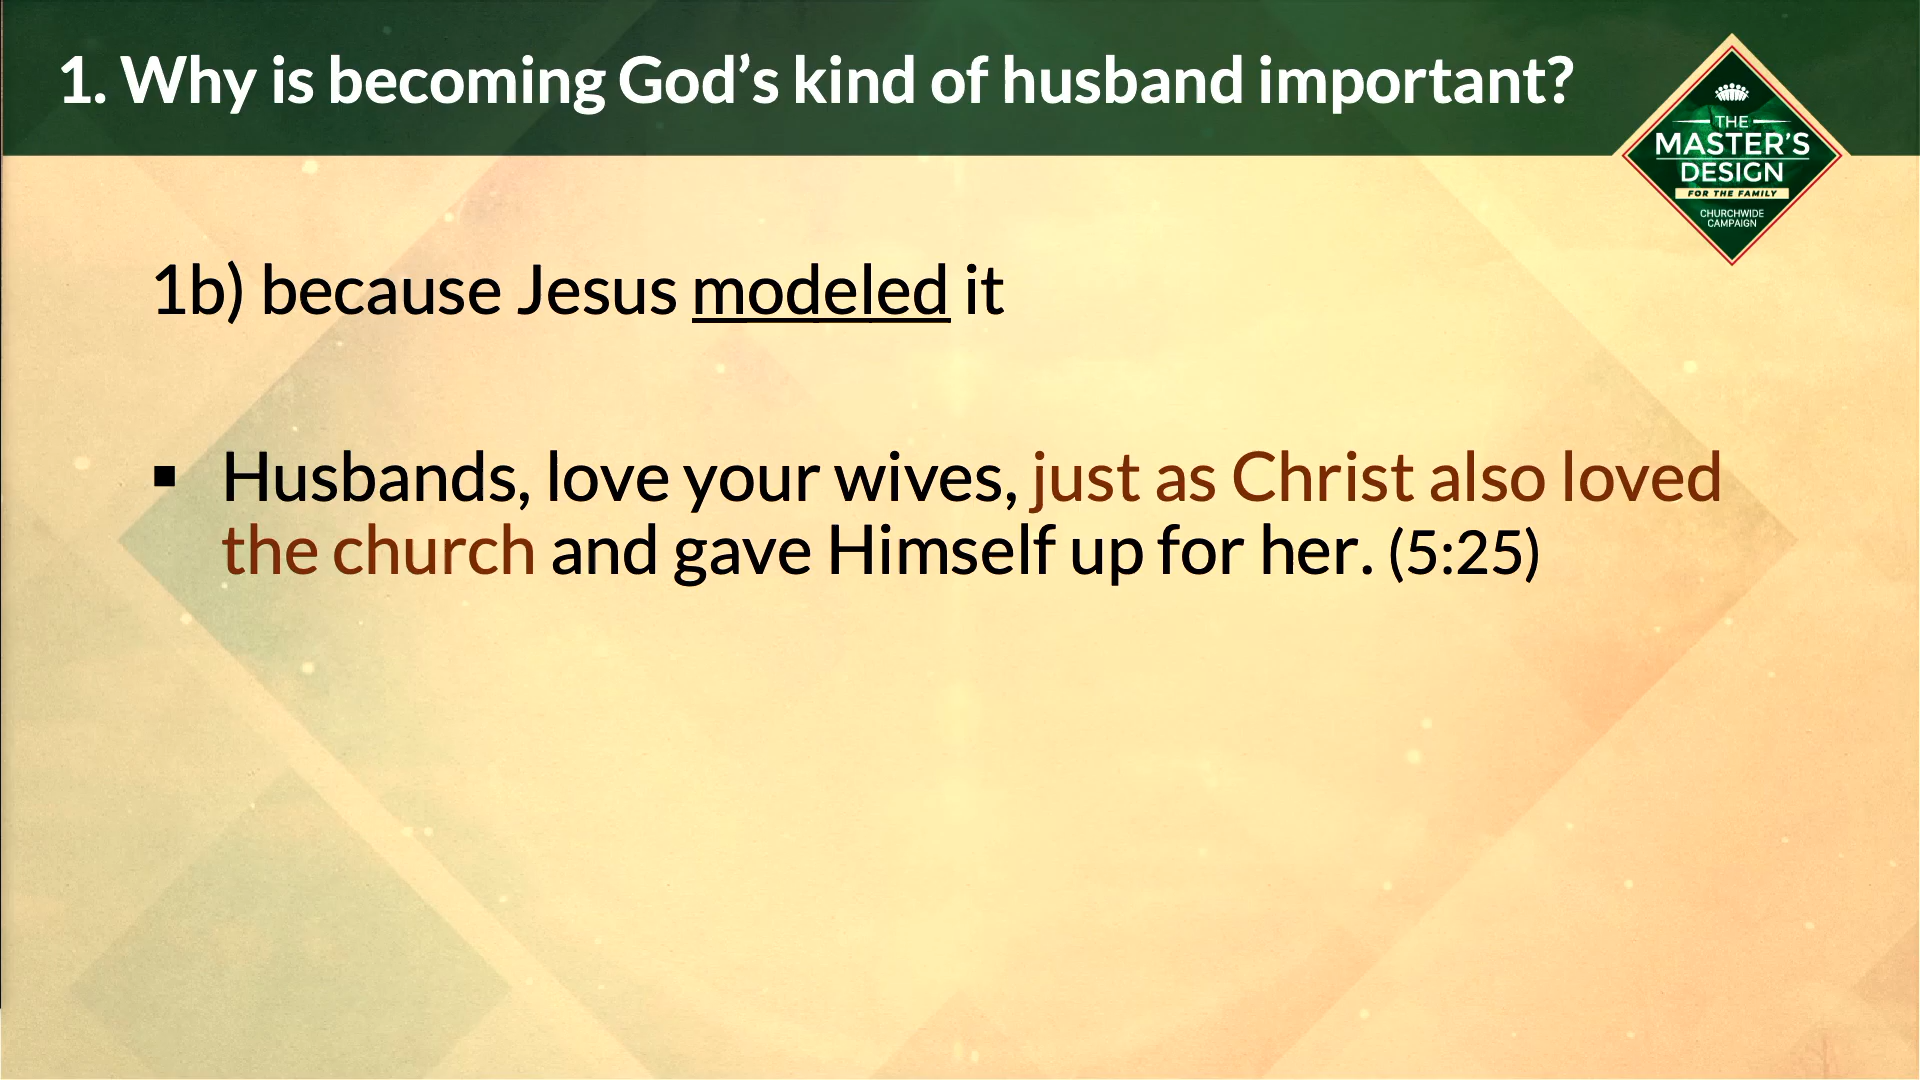 1. Why is becoming God’s kind of husband important?
THE
MASTER’S
DESIGN
FOR THE FAMILY
CHURCHWIDE
CAMPAIGN
1b) because Jesus modeled it
▪ Husbands, love your wives, just as Christ also loved
the church and gave Himself up for her. (5:25)